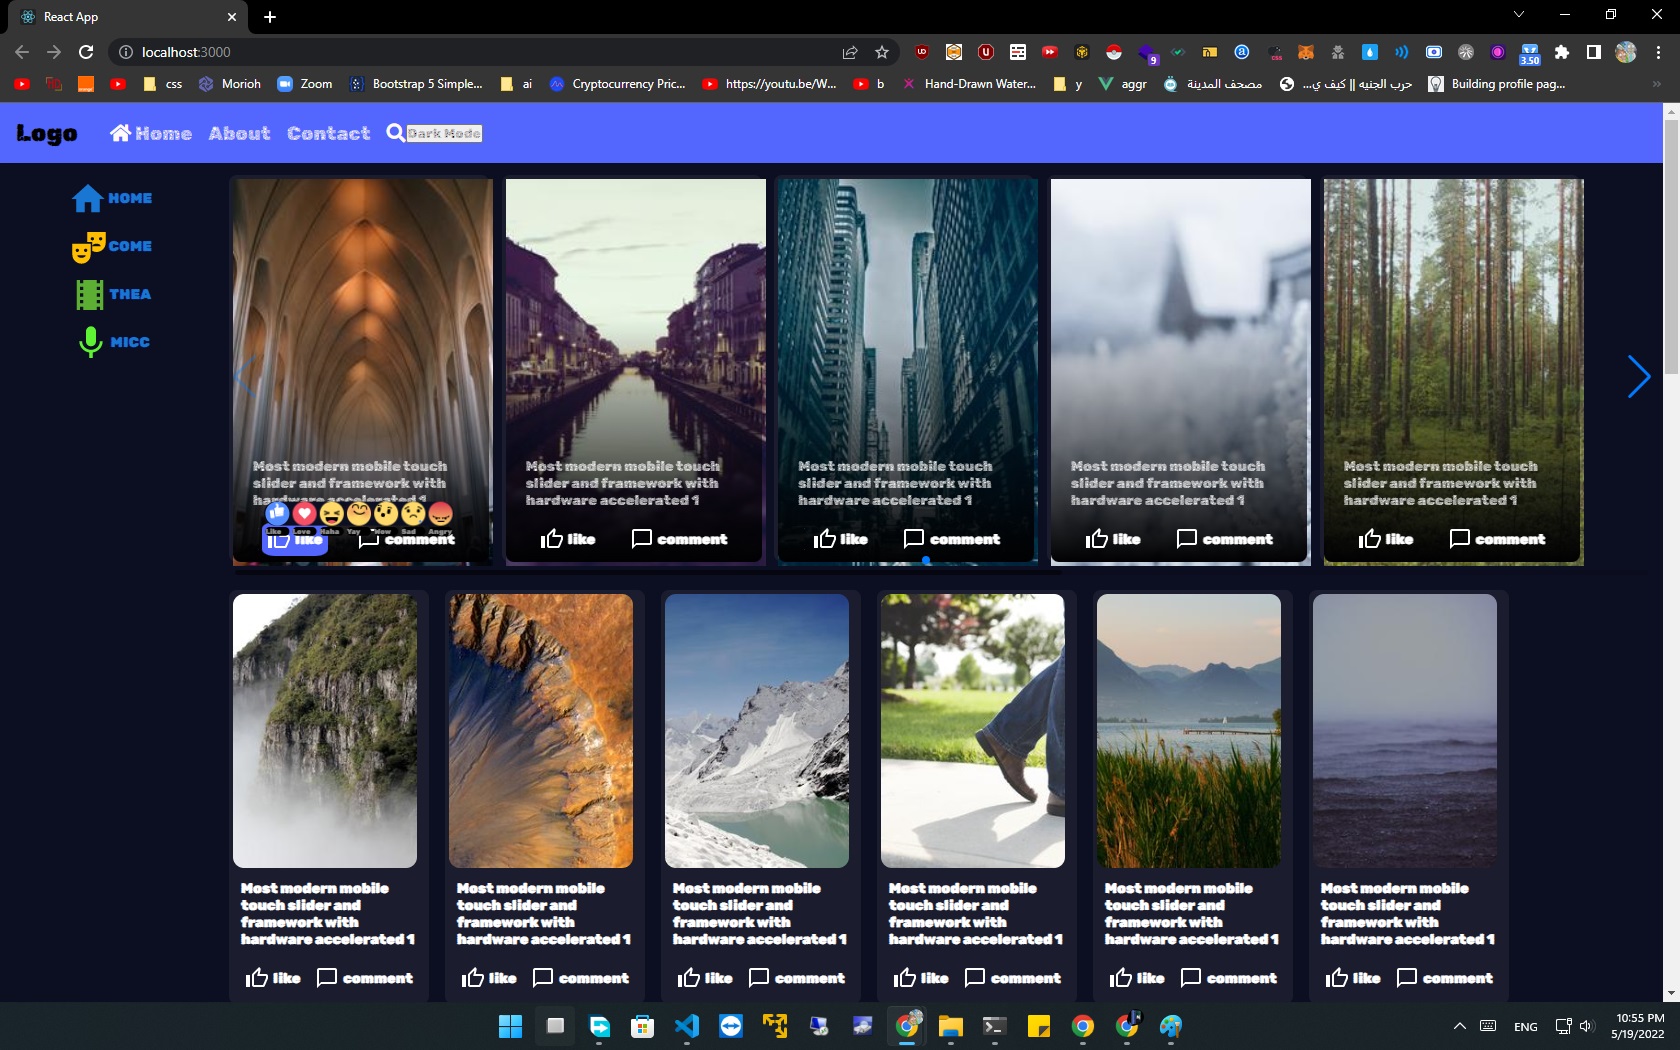 React App
localhost:3000
9
3.50
css
Morioh
Zoom
Bootstrap 5 Simple...
ai
Cryptocurrency Pric...
https://youtu.be/W...
b
Hand-Drawn Water...
y
aggr
مصحف المدينة
حرب الجنيه || كيف ي...
Building profile pag...
Logo
Home
About
Contact
Dark Mode
HOME
COME
THEA
MICC
Most modern mobile touch
slider and framework with
hardware accelerated 1
Like Love Haha Yay Wow Sad Angry
like
comment
Most modern mobile touch
slider and framework with
hardware accelerated 1
like
comment
Most modern mobile touch
slider and framework with
hardware accelerated 1
like
comment
Most modern mobile touch
slider and framework with
hardware accelerated 1
like
comment
Most modern mobile touch
slider and framework with
hardware accelerated 1
like
comment
Most modern mobile
touch slider and
framework with
hardware accelerated 1
like
comment
Most modern mobile
touch slider and
framework with
hardware accelerated 1
like
comment
Most modern mobile
touch slider and
framework with
hardware accelerated 1
like
comment
Most modern mobile
touch slider and
framework with
hardware accelerated 1
like
comment
Most modern mobile
touch slider and
framework with
hardware accelerated 1
like
comment
Most modern mobile
touch slider and
framework with
hardware accelerated 1
like
comment
ENG
10:55 PM
5/19/2022